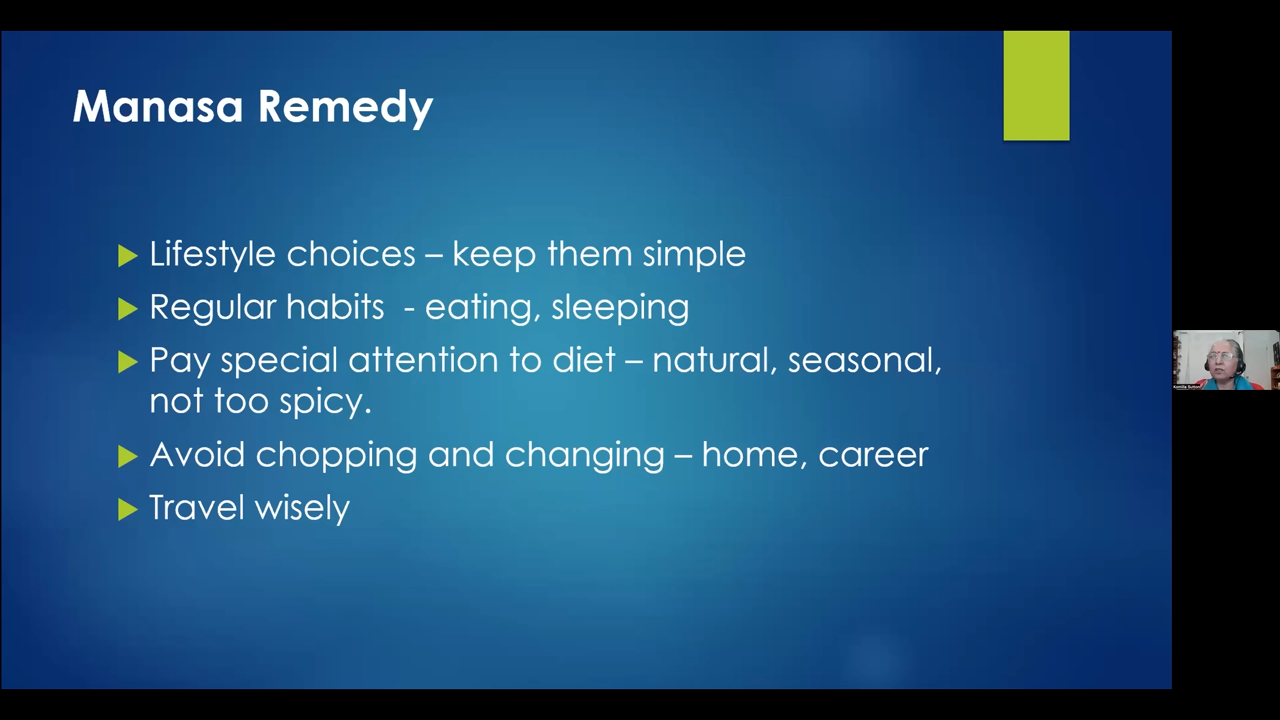 Manasa Remedy
Lifestyle choices – keep them simple
Regular habits - eating, sleeping
Pay special attention to diet – natural, seasonal,
not too spicy.
Avoid chopping and changing – home, career
Travel wisely